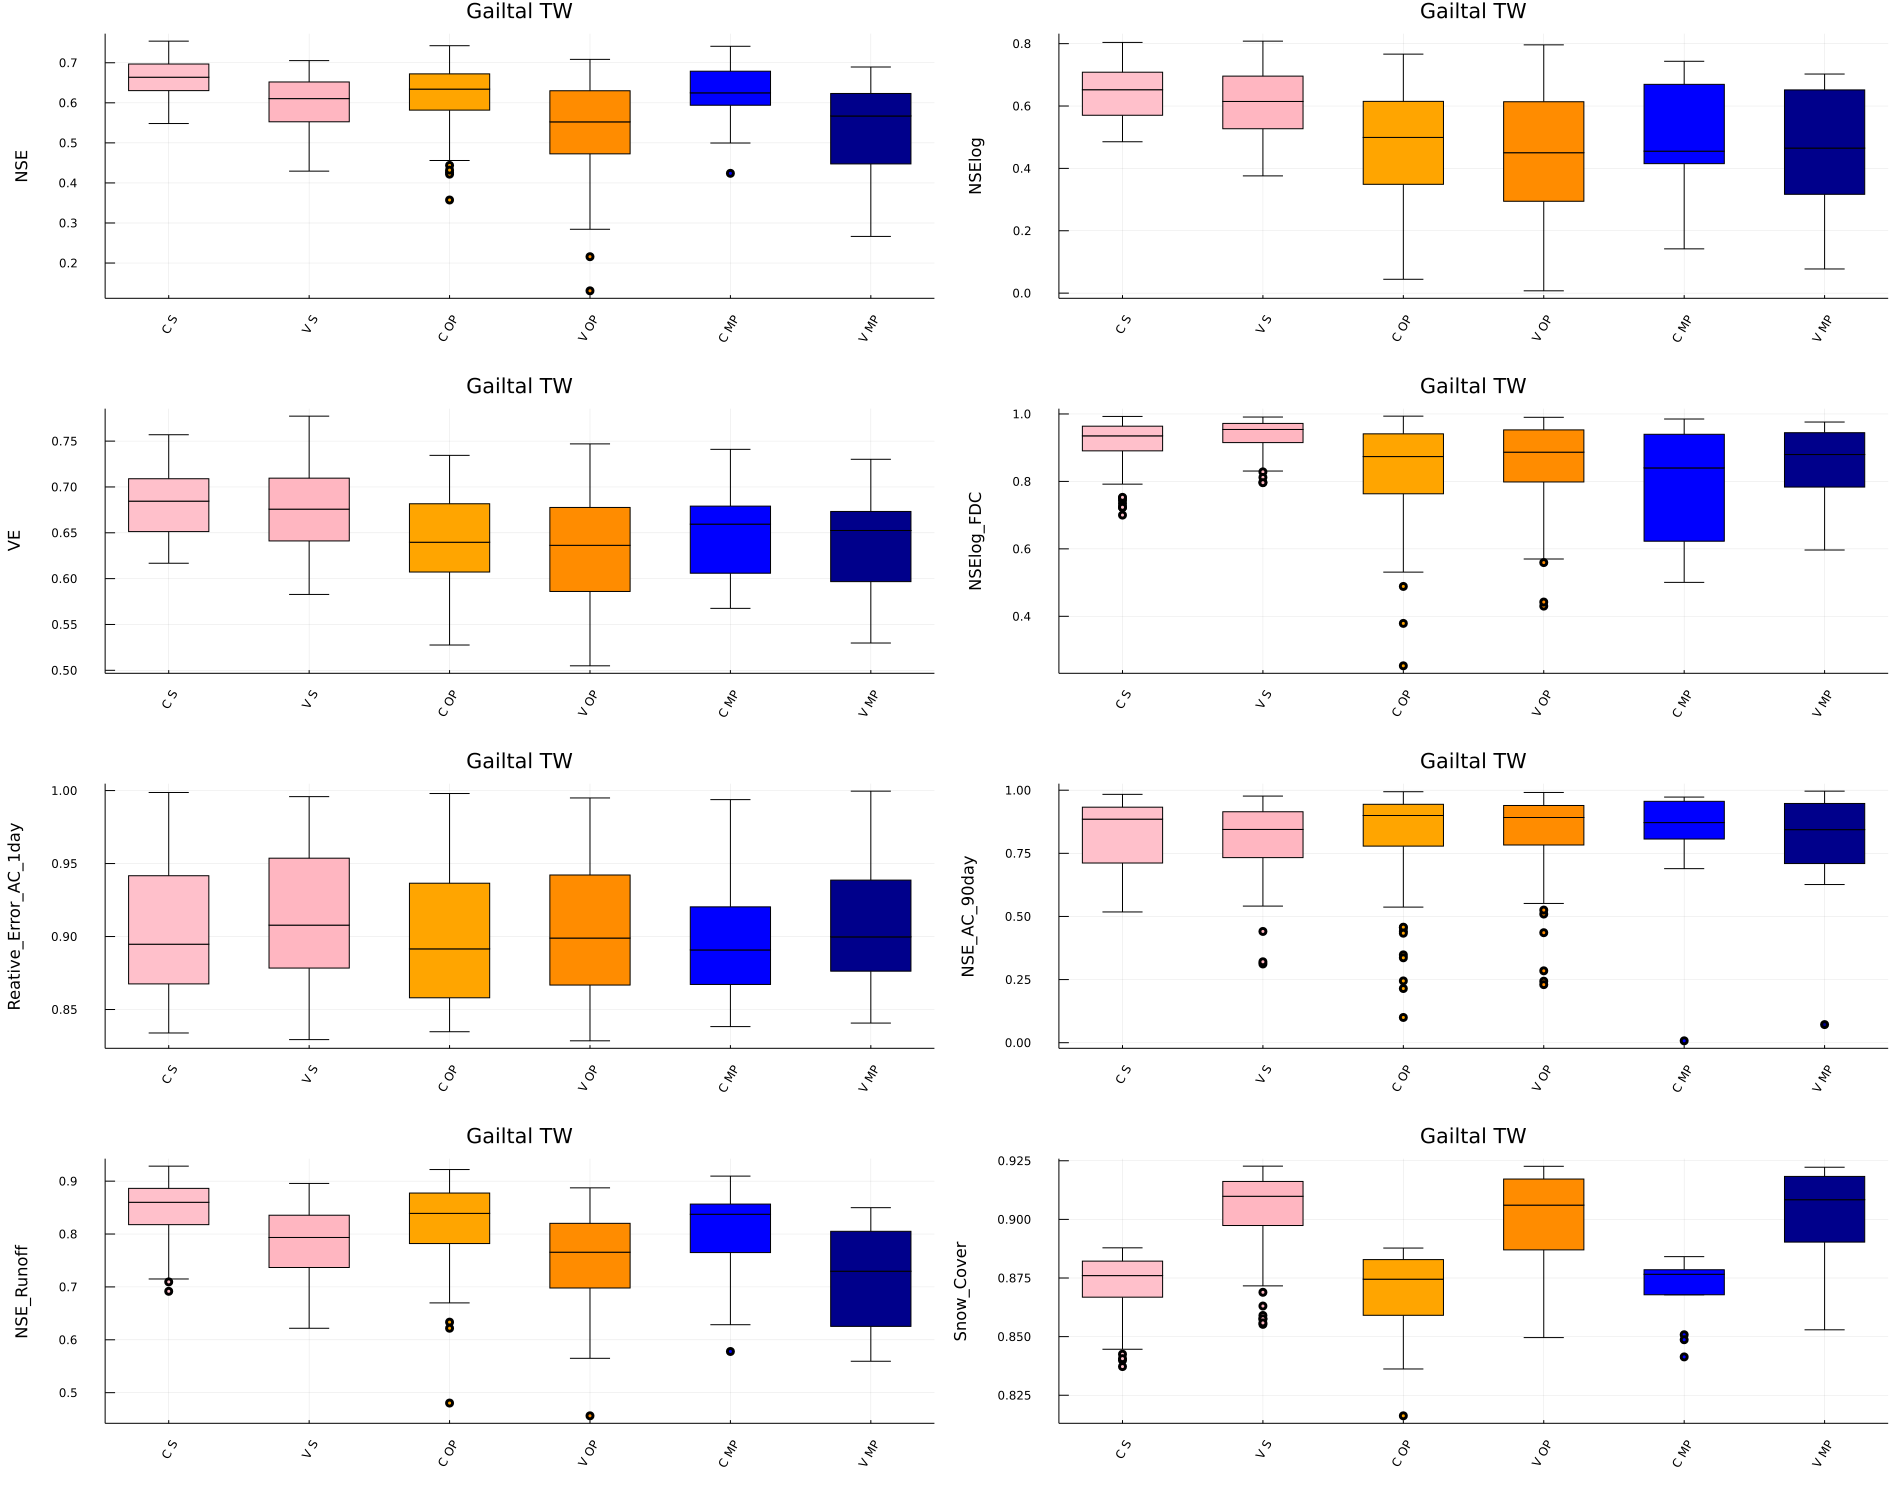 Gailtal TW
NSE
0.7
0.6
0.5
0.4
0.3
0.2
C S
V S
C OP
V OP
C MP
V MP
Gailtal TW
NSElog
0.8
0.6
0.4
0.2
0.0
C S
V S
C OP
V OP
C MP
V MP
Gailtal TW
VE
0.75
0.70
0.65
0.60
0.55
0.50
C S
V S
C OP
V OP
C MP
V MP
Gailtal TW
NSElog_FDC
1.0
0.8
0.6
0.4
C S
V S
C OP
V OP
C MP
V MP
Gailtal TW
Reative_Error_AC_1day
1.00
0.95
0.90
0.85
C S
V S
C OP
V OP
C MP
V MP
Gailtal TW
NSE_AC_90day
1.00
0.75
0.50
0.25
0.00
C S
V S
C OP
V OP
C MP
V MP
Gailtal TW
NSE_Runoff
0.9
0.8
0.7
0.6
0.5
C S
V S
C OP
V OP
C MP
V MP
Gailtal TW
Snow_Cover
0.925
0.900
0.875
0.850
0.825
C S
V S
C OP
V OP
C MP
V MP